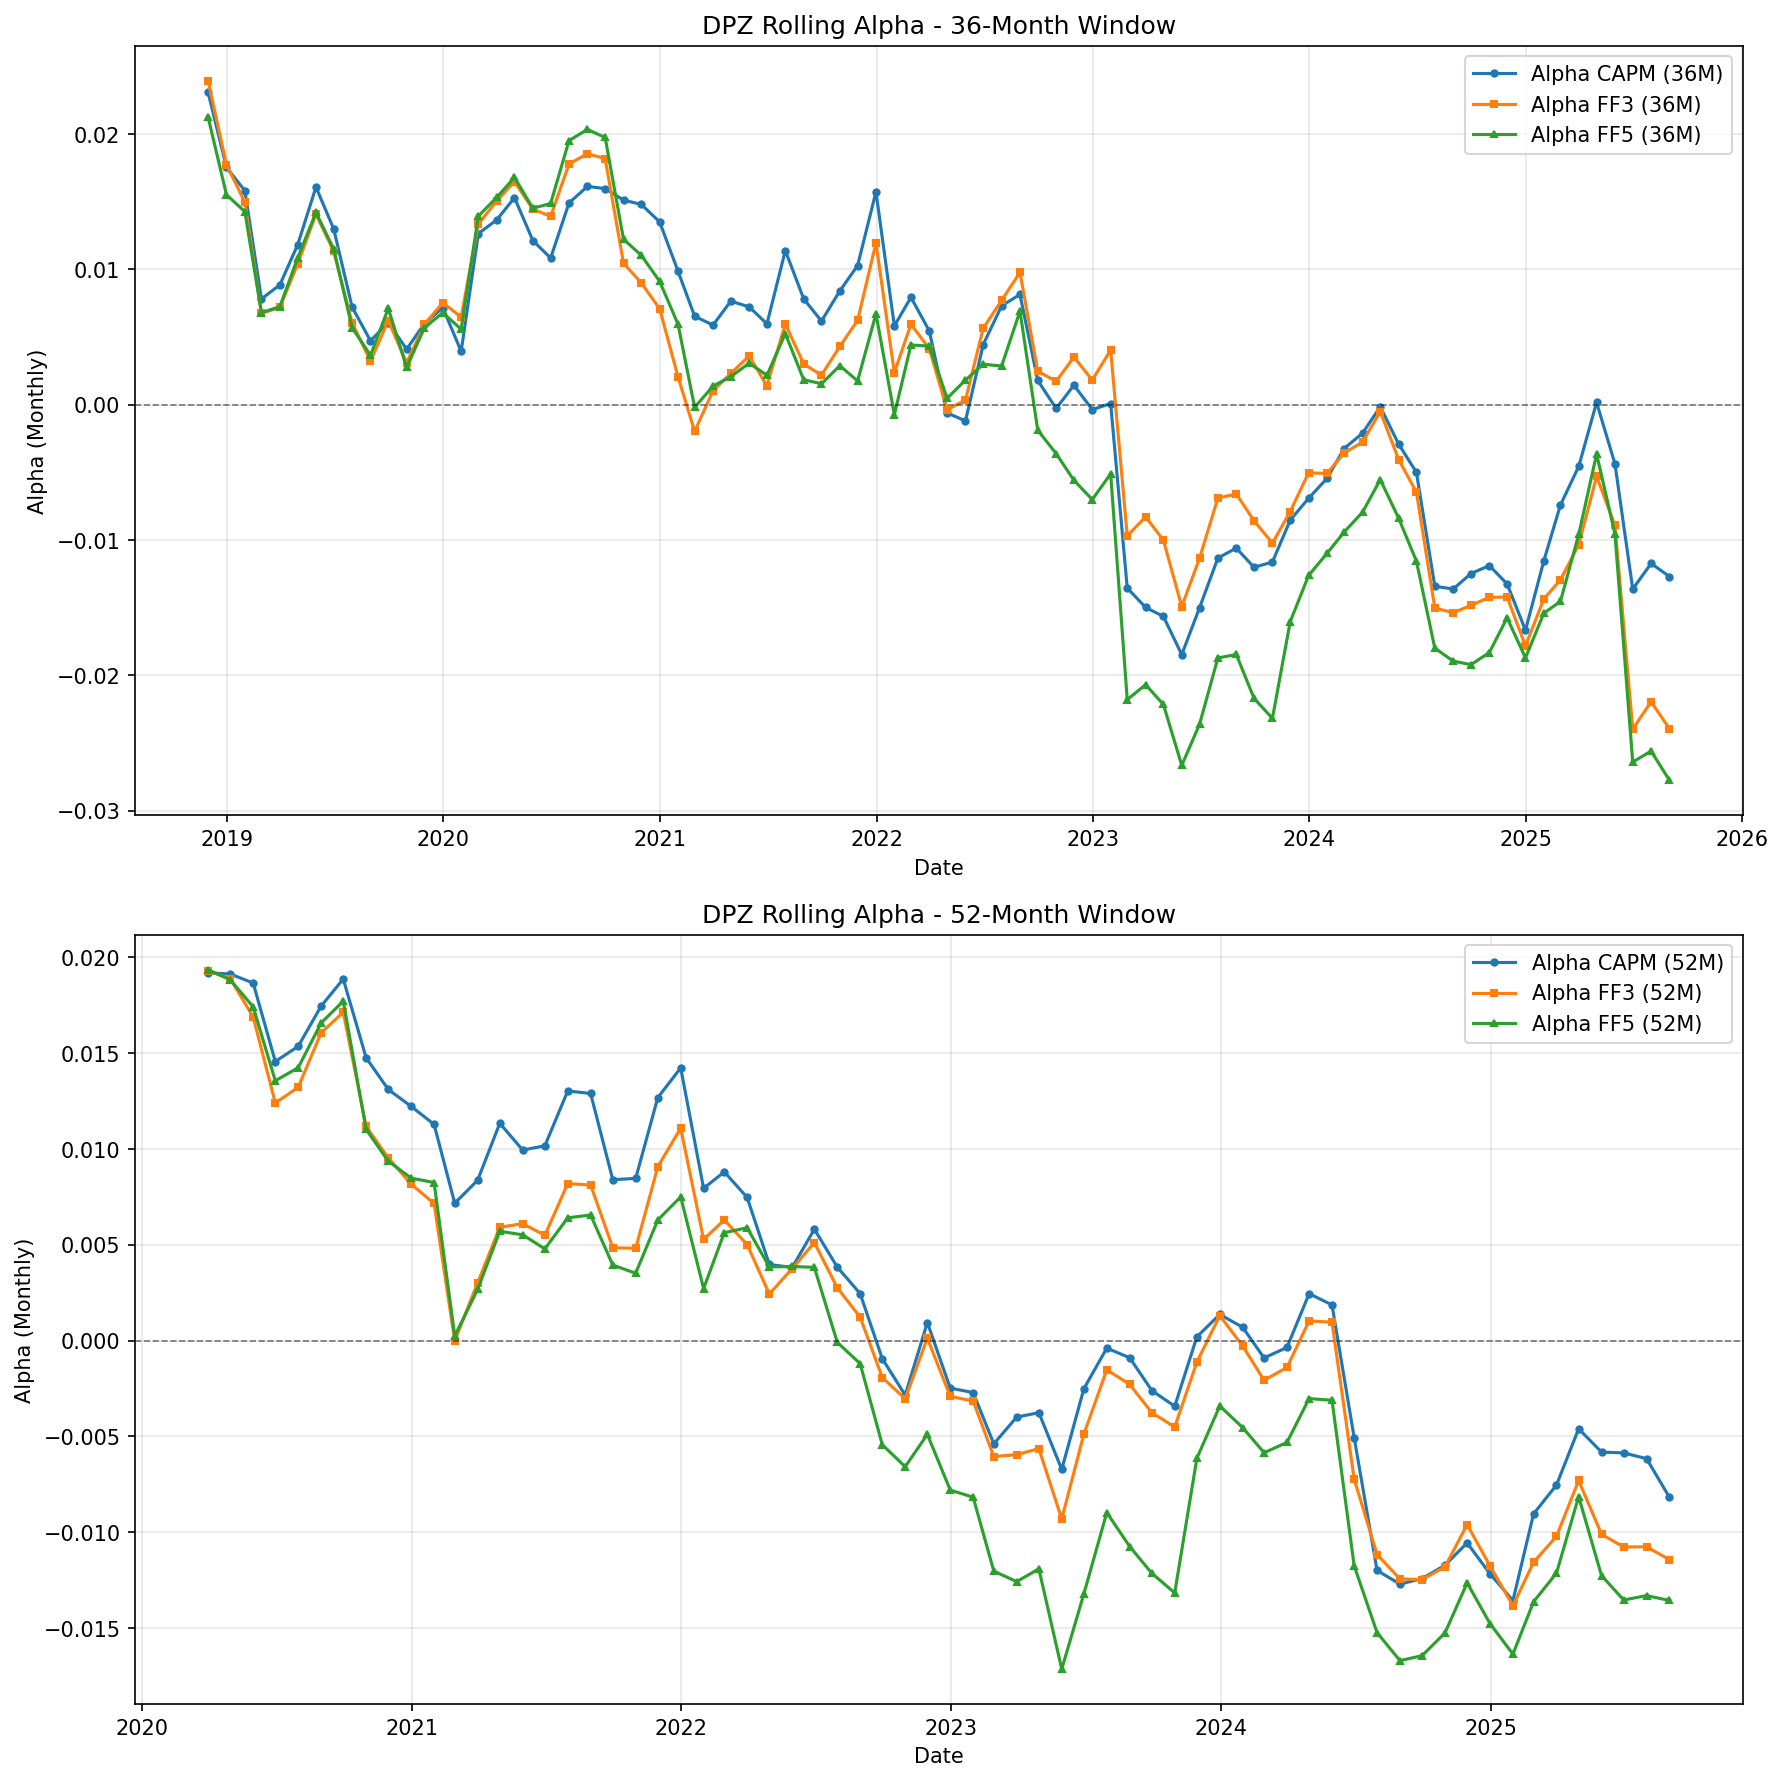 DPZ Rolling Alpha - 36-Month Window
Alpha CAPM (36M)
Alpha FF3 (36M)
Alpha FF5 (36M)
0.02
0.01
0.00
−0.01
−0.02
−0.03
Alpha (Monthly)
2019 2020 2021 2022 2023 2024 2025 2026
Date
DPZ Rolling Alpha - 52-Month Window
Alpha CAPM (52M)
Alpha FF3 (52M)
Alpha FF5 (52M)
0.020
0.015
0.010
0.005
0.000
−0.005
−0.010
−0.015
Alpha (Monthly)
2020 2021 2022 2023 2024 2025
Date